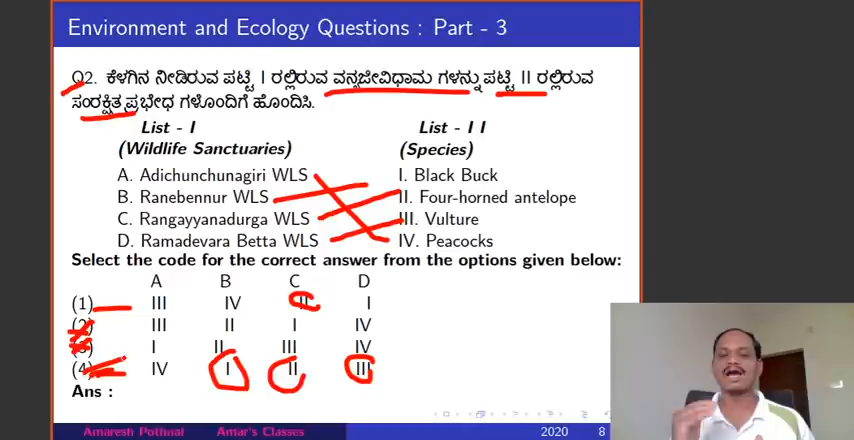 Environment and Ecology Questions : Part - 3
Q2. ಕೆಳಗಿನ ನೀಡಿರುವ ಪಟ್ಟಿ I ರಲ್ಲಿರುವ ವನ್ಯಜೀವಿಧಾಮ ಗಳನ್ನು ಪಟ್ಟಿ II ರಲ್ಲಿರುವ
ಸಂರಕ್ಷಿತ ಪ್ರಭೇಧ ಗಳೊಂದಿಗೆ ಹೊಂದಿಸಿ.
List - I List - I I
(Wildlife Sanctuaries) (Species)
A. Adichunchunagiri WLS I. Black Buck
B. Ranebennur WLS II. Four-horned antelope
C. Rangayyanadurga WLS III. Vulture
D. Ramadevara Betta WLS IV. Peacocks
Select the code for the correct answer from the options given below:
A B C D
(1) III IV II I
(2) III II I IV
(3) I II III IV
(4) IV I II III
Ans :
Amaresh Pothnal Amar's Classes 2020 8